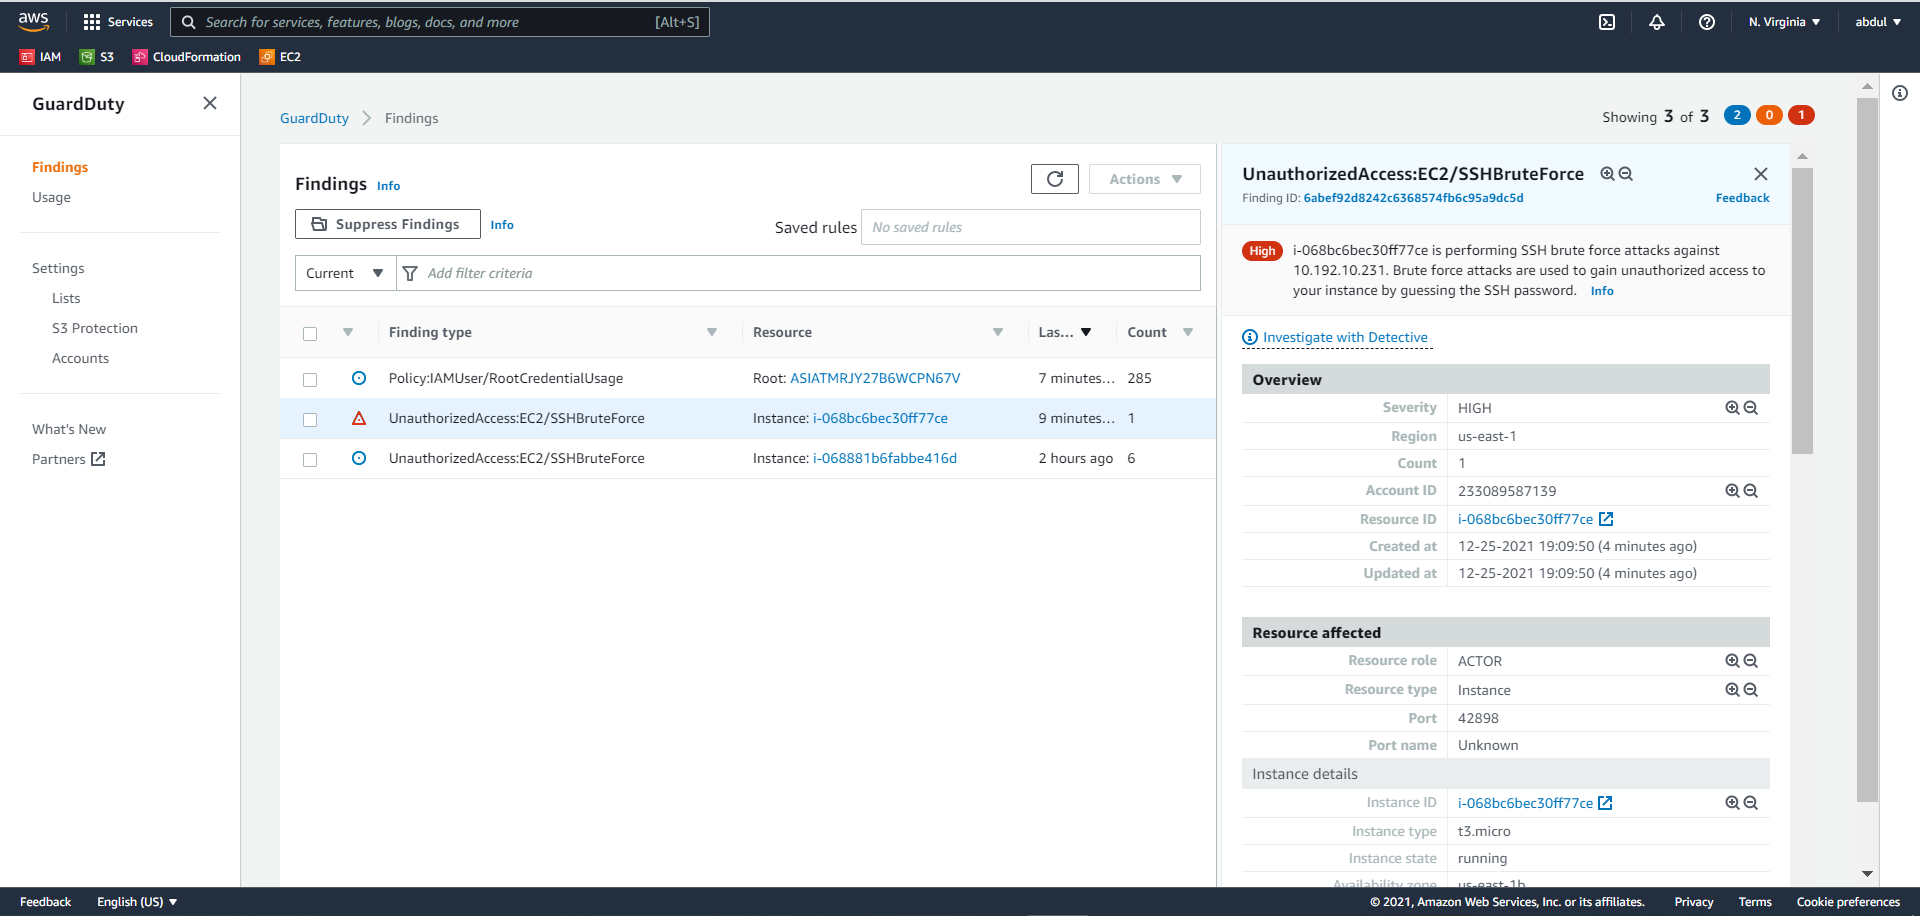 aws
Services
Search for services, features, blogs, docs, and more
[Alt+S]
N. Virginia
abdul
IAM
S3
CloudFormation
EC2
GuardDuty
Findings
Usage
Settings
Lists
S3 Protection
Accounts
What's New
Partners
GuardDuty
Findings
Showing 3 of 3
2
0
1
Findings Info
Actions
Suppress Findings
Info
Saved rules
No saved rules
Current
Add filter criteria
Finding type
Resource
Las...
Count
Policy:IAMUser/RootCredentialUsage Root: ASIATMRJY27B6WCPN67V 7 minutes... 285
UnauthorizedAccess:EC2/SSHBruteForce Instance: i-068bc6bec30ff77ce 9 minutes... 1
UnauthorizedAccess:EC2/SSHBruteForce Instance: i-068881b6fabbe416d 2 hours ago 6
UnauthorizedAccess:EC2/SSHBruteForce
Finding ID: 6abef92d8242c6368574fb6c95a9dc5d
Feedback
High
i-068bc6bec30ff77ce is performing SSH brute force attacks against
10.192.10.231. Brute force attacks are used to gain unauthorized access to
your instance by guessing the SSH password. Info
Investigate with Detective
Overview
Severity HIGH
Region us-east-1
Count 1
Account ID 233089587139
Resource ID i-068bc6bec30ff77ce
Created at 12-25-2021 19:09:50 (4 minutes ago)
Updated at 12-25-2021 19:09:50 (4 minutes ago)
Resource affected
Resource role ACTOR
Resource type Instance
Port 42898
Port name Unknown
Instance details
Instance ID i-068bc6bec30ff77ce
Instance type t3.micro
Instance state running
Availability zone us-east-1b
Feedback
English (US)
© 2021, Amazon Web Services, Inc. or its affiliates.
Privacy
Terms
Cookie preferences